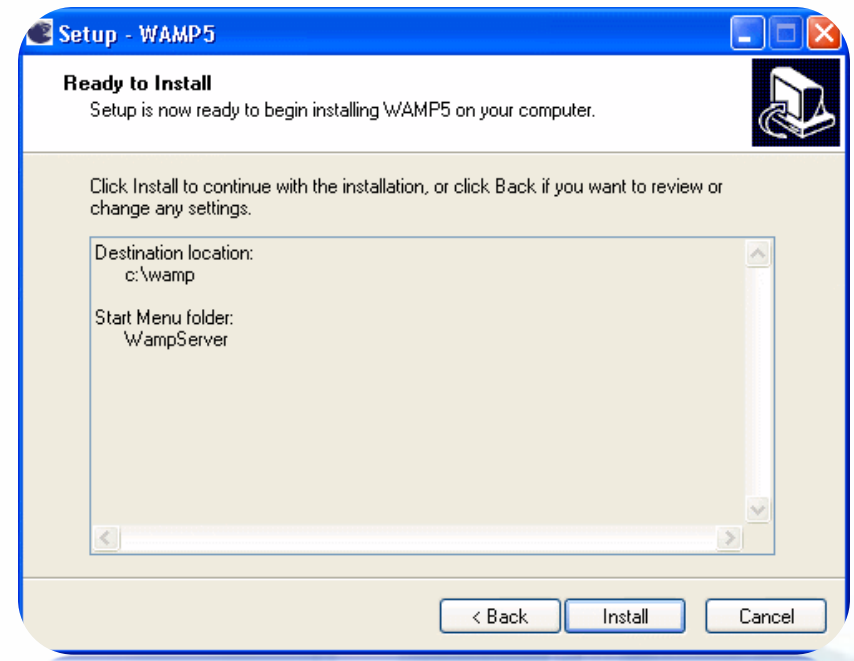 Setup - WAMP5
Ready to Install
Setup is now ready to begin installing WAMP5 on your computer.
Click Install to continue with the installation, or click Back if you want to review or
change any settings.
Destination location:
c:\wamp
Start Menu folder:
WampServer
< Back
Install
Cancel